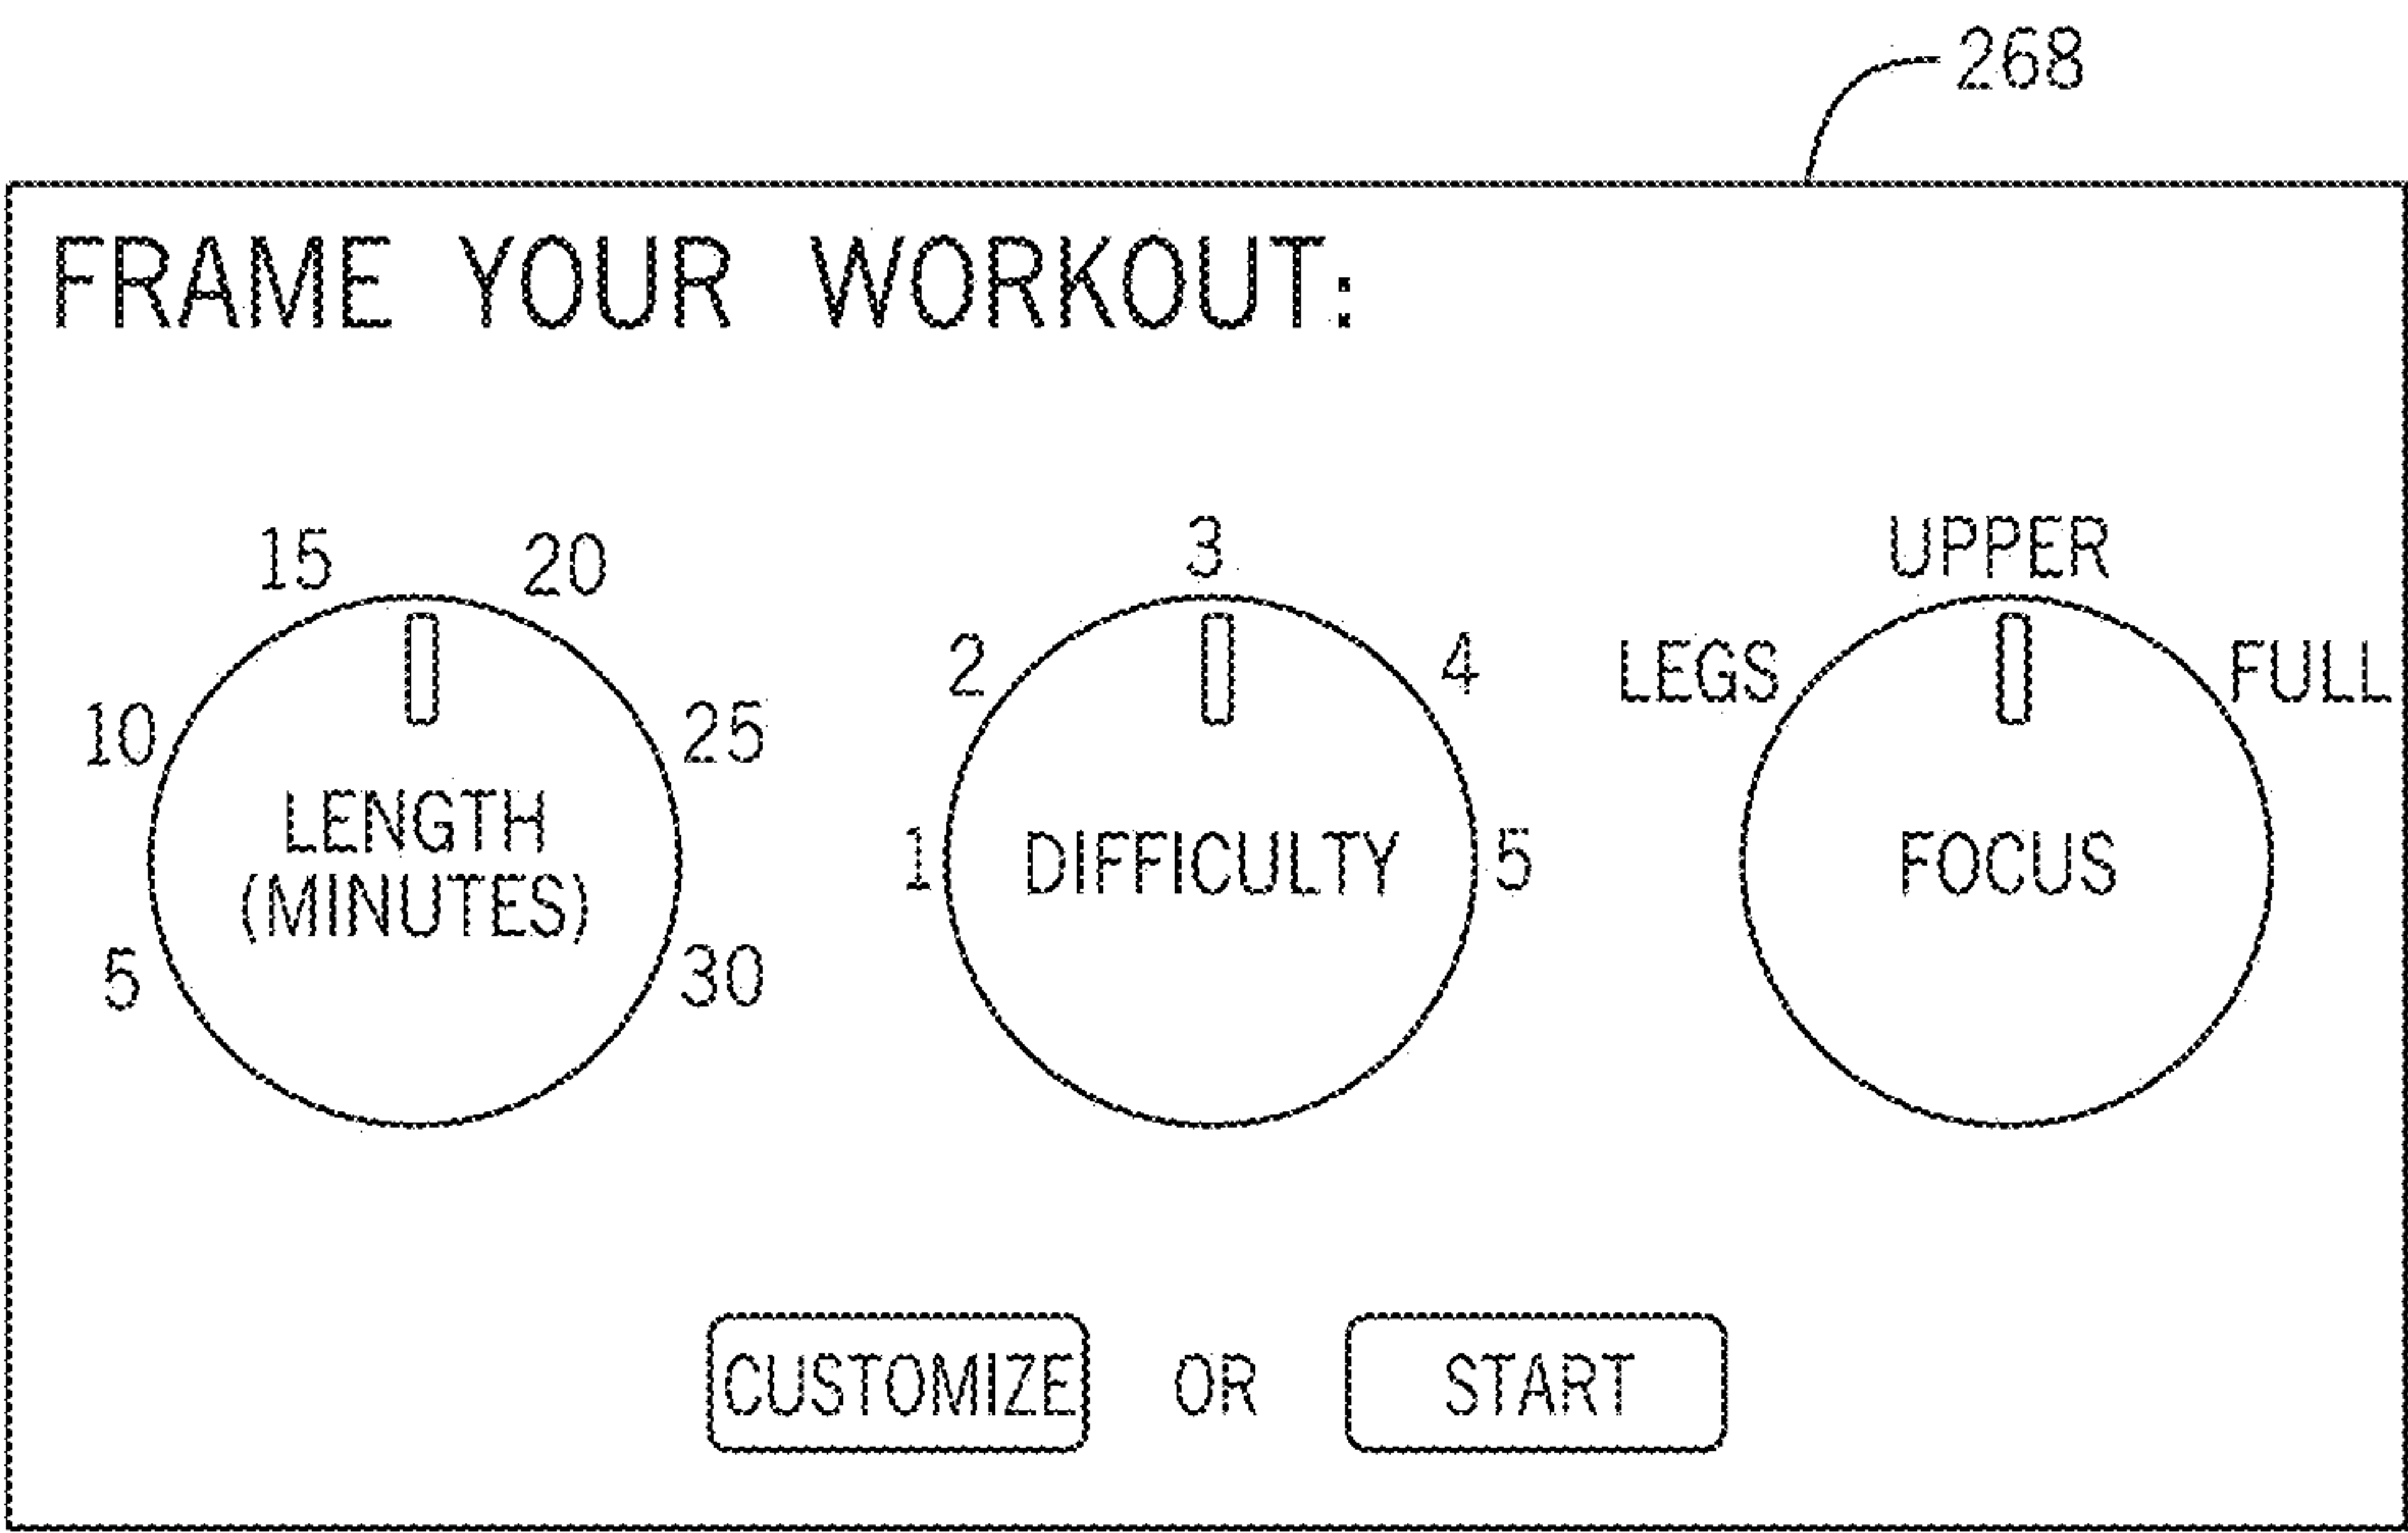 268
FRAME YOUR WORKOUT:
15 20
10 25
5 30
LENGTH
(MINUTES)
3
2 4
1 5
DIFFICULTY
UPPER
LEGS FULL
FOCUS
CUSTOMIZE OR START